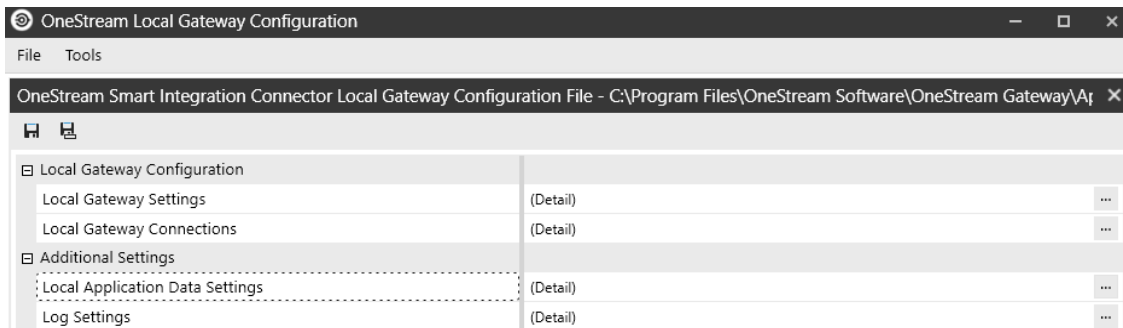 OneStream Local Gateway Configuration
File Tools
OneStream Smart Integration Connector Local Gateway Configuration File - C:\Program Files\OneStream Software\OneStream Gateway\Ap
Local Gateway Configuration
Local Gateway Settings (Detail) ...
Local Gateway Connections (Detail) ...
Additional Settings
Local Application Data Settings (Detail) ...
Log Settings (Detail) ...